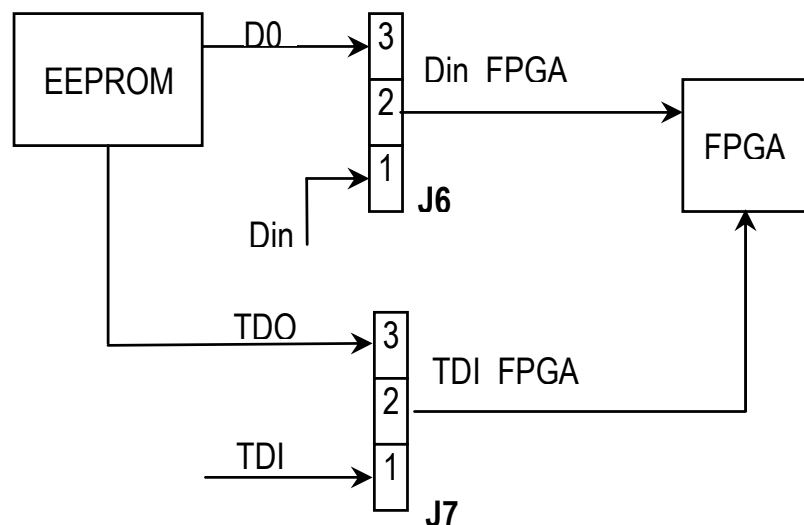 D0
EEPROM
3
2
1
Din FPGA
FPGA
J6
Din
TDO
3
2
1
TDI FPGA
TDI
J7